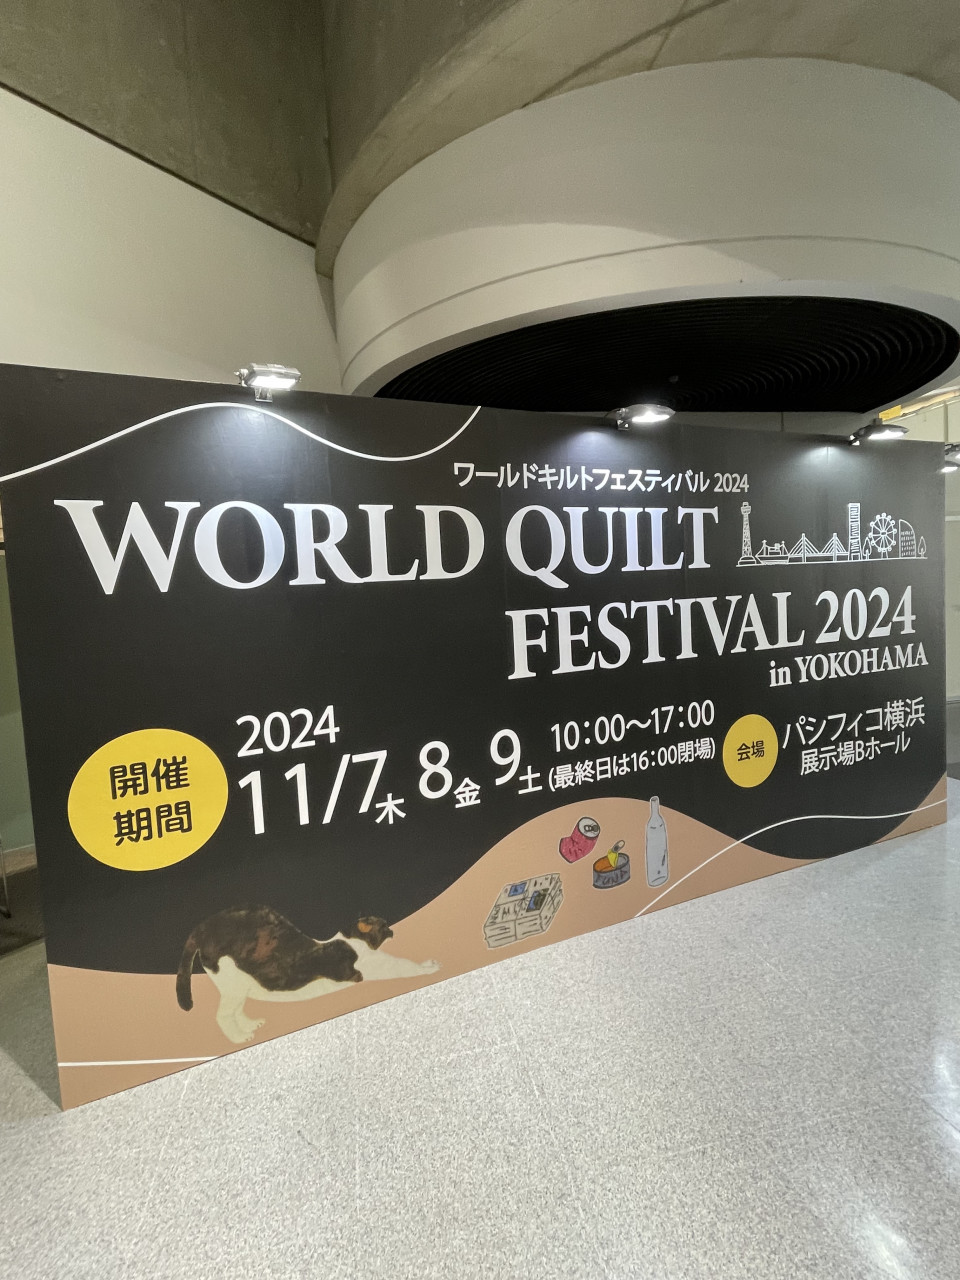 ワールドキルトフェスティバル 2024
WORLD QUILT
FESTIVAL 2024
in YOKOHAMA
開催
期間
2024
11/7木 8金 9土
10:00〜17:00
(最終日は16:00閉場)
会場
パシフィコ横浜
展示場Bホール